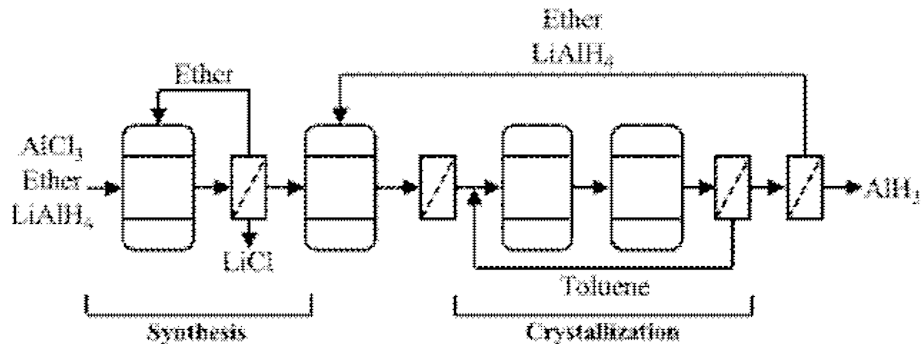 Ether
LiAlH₄
Ether
AlCl₃
Ether
LiAlH₄
AlH₃
LiCl
Toluene
Synthesis
Crystallization